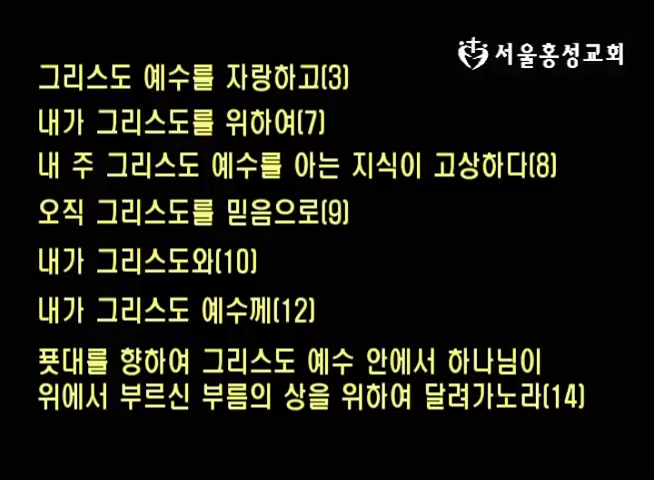 서울홍성교회
그리스도 예수를 자랑하고(3)
내가 그리스도를 위하여(7)
내 주 그리스도 예수를 아는 지식이 고상하다(8)
오직 그리스도를 믿음으로(9)
내가 그리스도와(10)
내가 그리스도 예수께(12)
푯대를 향하여 그리스도 예수 안에서 하나님이
위에서 부르신 부름의 상을 위하여 달려가노라(14)